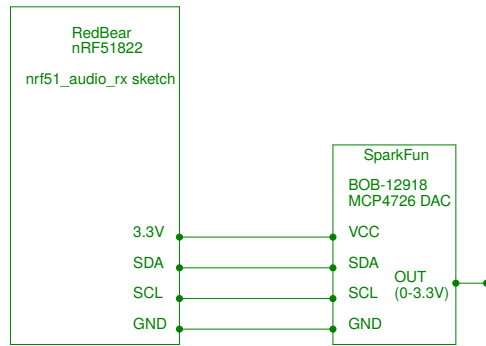 RedBear
nRF51822
nrf51_audio_rx sketch
3.3V
SDA
SCL
GND
SparkFun
BOB-12918
MCP4726 DAC
VCC
SDA
SCL
GND
OUT
(0-3.3V)